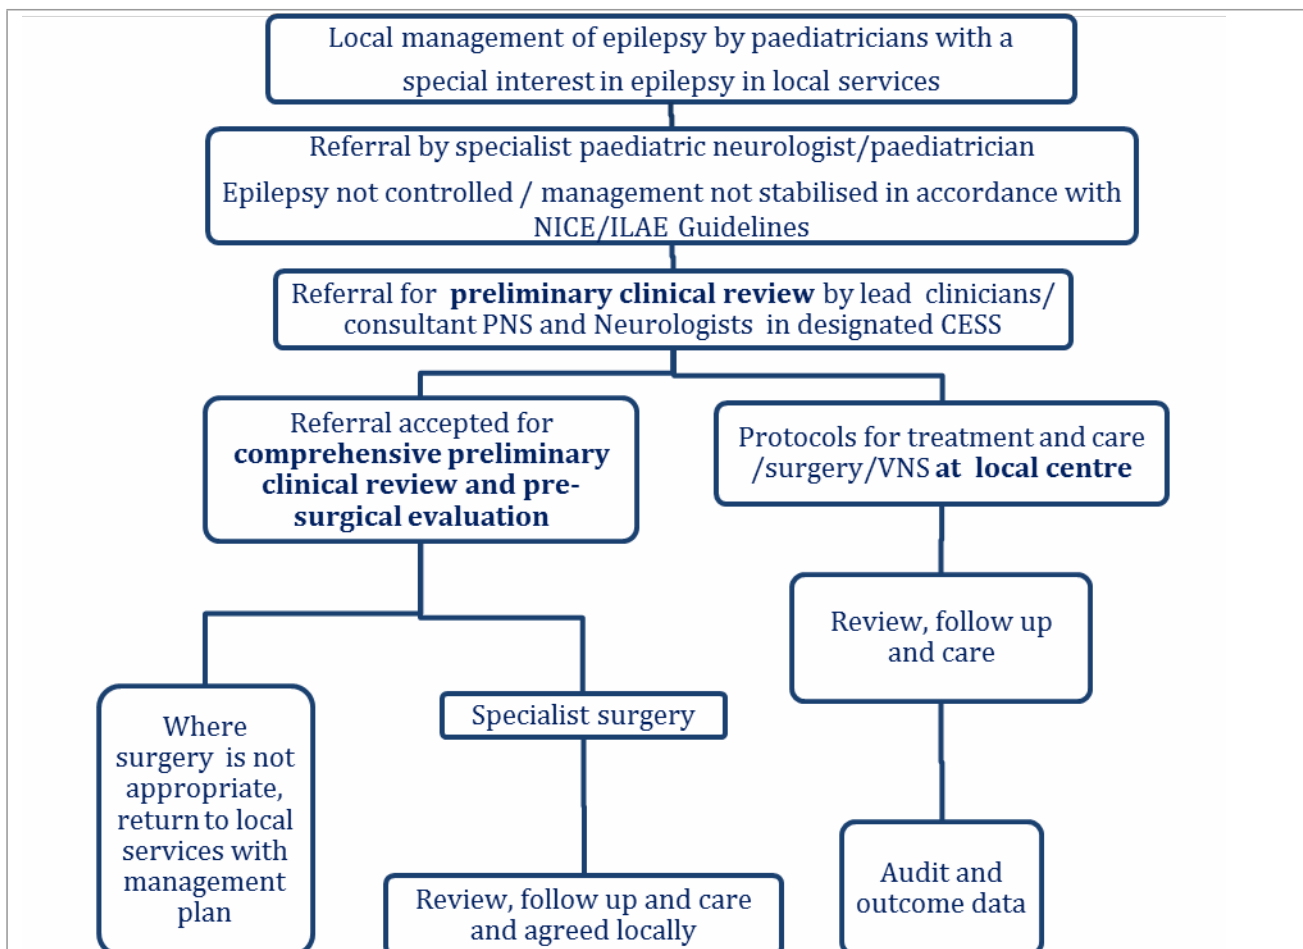 Local management of epilepsy by paediatricians with a
special interest in epilepsy in local services
Referral by specialist paediatric neurologist/paediatrician
Epilepsy not controlled / management not stabilised in accordance with
NICE/ILAE Guidelines
Referral for preliminary clinical review by lead clinicians/
consultant PNS and Neurologists in designated CESS
Referral accepted for
comprehensive preliminary
clinical review and pre-
surgical evaluation
Protocols for treatment and care
/surgery/VNS at local centre
Review, follow up
and care
Where
surgery is not
appropriate,
return to local
services with
management
plan
Specialist surgery
Review, follow up and care
and agreed locally
Audit and
outcome data